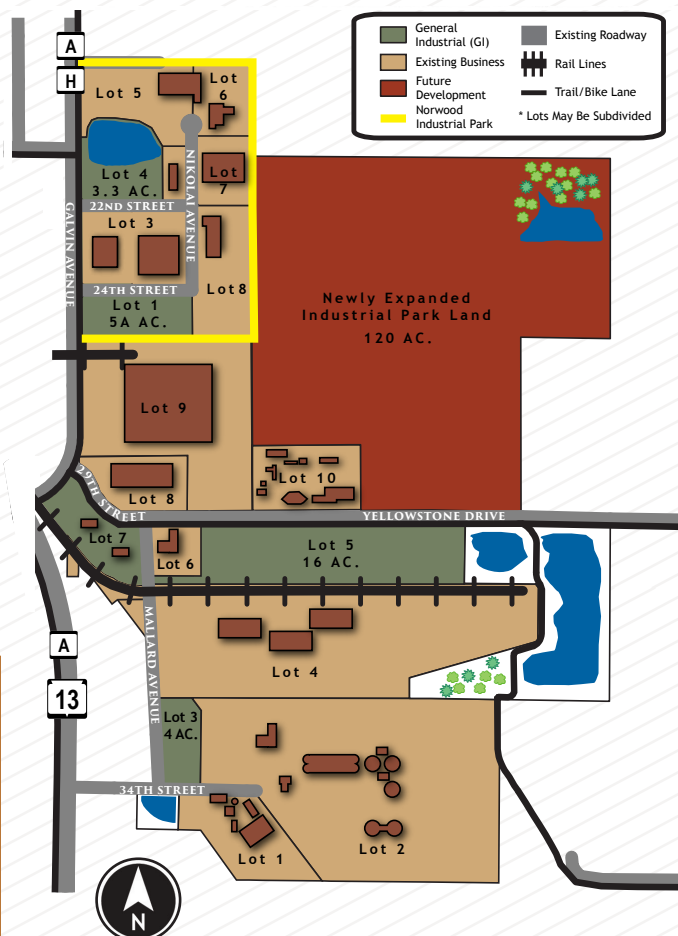 General
Industrial (GI)
Existing Business
Future
Development
Norwood
Industrial Park
Existing Roadway
Rail Lines
Trail/Bike Lane
* Lots May Be Subdivided
A
H
Lot 5
Lot
6
Lot 4
3.3 AC.
Lot
7
NIKOLAI AVENUE
22ND STREET
Lot 3
GALVIN AVENUE
24TH STREET
Lot 8
Lot 1
5A AC.
Newly Expanded
Industrial Park Land
120 AC.
Lot 9
Lot 8
Lot 10
29TH STREET
YELLOWSTONE DRIVE
Lot 7
Lot 6
Lot 5
16 AC.
MALLARD AVENUE
A
13
Lot 4
Lot 3
4 AC.
34TH STREET
Lot 1
Lot 2
N